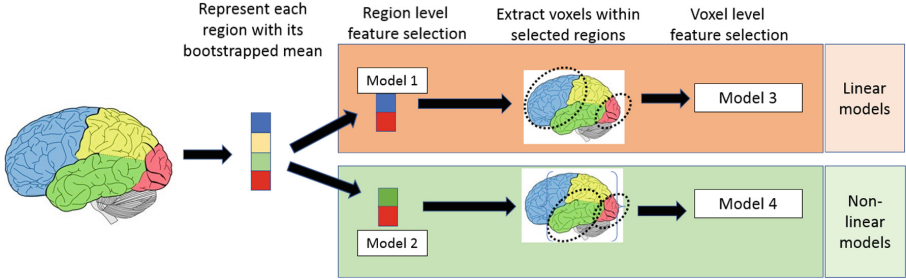 Represent each
region with its
bootstrapped mean
Region level
feature selection
Extract voxels within
selected regions
Voxel level
feature selection
Model 1
Model 3
Linear
models
Model 2
Model 4
Non-
linear
models